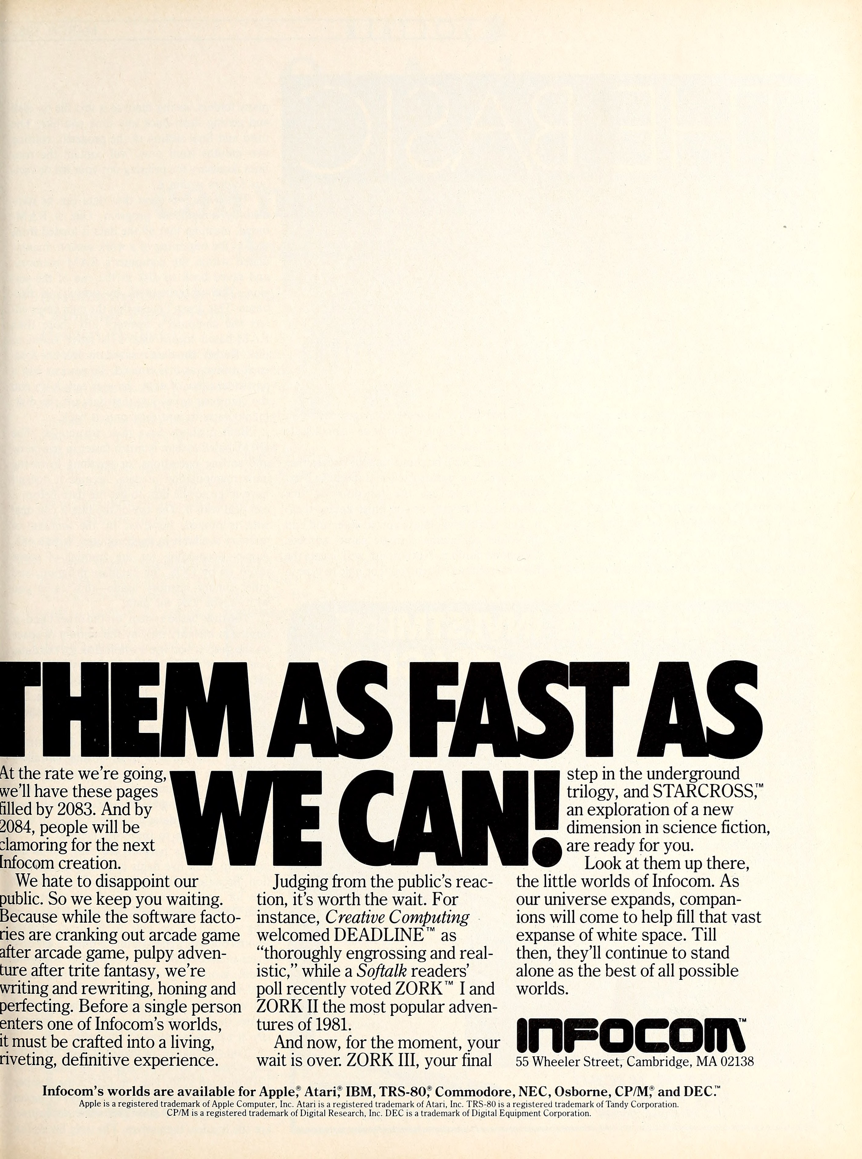 THEM AS FAST AS
WE CAN!
At the rate we're going,
we'll have these pages
filled by 2083. And by
2084, people will be
clamoring for the next
Infocom creation.
We hate to disappoint our
public. So we keep you waiting.
Because while the software facto-
ries are cranking out arcade game
after arcade game, pulpy adven-
ture after trite fantasy, we're
writing and rewriting, honing and
perfecting. Before a single person
enters one of Infocom's worlds,
it must be crafted into a living,
riveting, definitive experience.
Judging from the public's reac-
tion, it's worth the wait. For
instance, Creative Computing
welcomed DEADLINE™ as
"thoroughly engrossing and real-
istic," while a Softalk readers'
poll recently voted ZORK™ I and
ZORK II the most popular adven-
tures of 1981.
And now, for the moment, your
wait is over. ZORK III, your final
step in the underground
trilogy, and STARCROSS,™
an exploration of a new
dimension in science fiction,
are ready for you.
Look at them up there,
the little worlds of Infocom. As
our universe expands, compan-
ions will come to help fill that vast
expanse of white space. Till
then, they'll continue to stand
alone as the best of all possible
worlds.
INFOCOM™
55 Wheeler Street, Cambridge, MA 02138
Infocom's worlds are available for Apple,® Atari,® IBM, TRS-80,® Commodore, NEC, Osborne, CP/M,® and DEC.™
Apple is a registered trademark of Apple Computer, Inc. Atari is a registered trademark of Atari, Inc. TRS-80 is a registered trademark of Tandy Corporation.
CP/M is a registered trademark of Digital Research, Inc. DEC is a trademark of Digital Equipment Corporation.